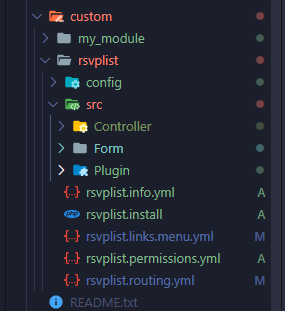 custom
my_module
rsvplist
config
src
Controller
Form
Plugin
rsvplist.info.yml A
rsvplist.install A
rsvplist.links.menu.yml M
rsvplist.permissions.yml A
rsvplist.routing.yml M
README.txt